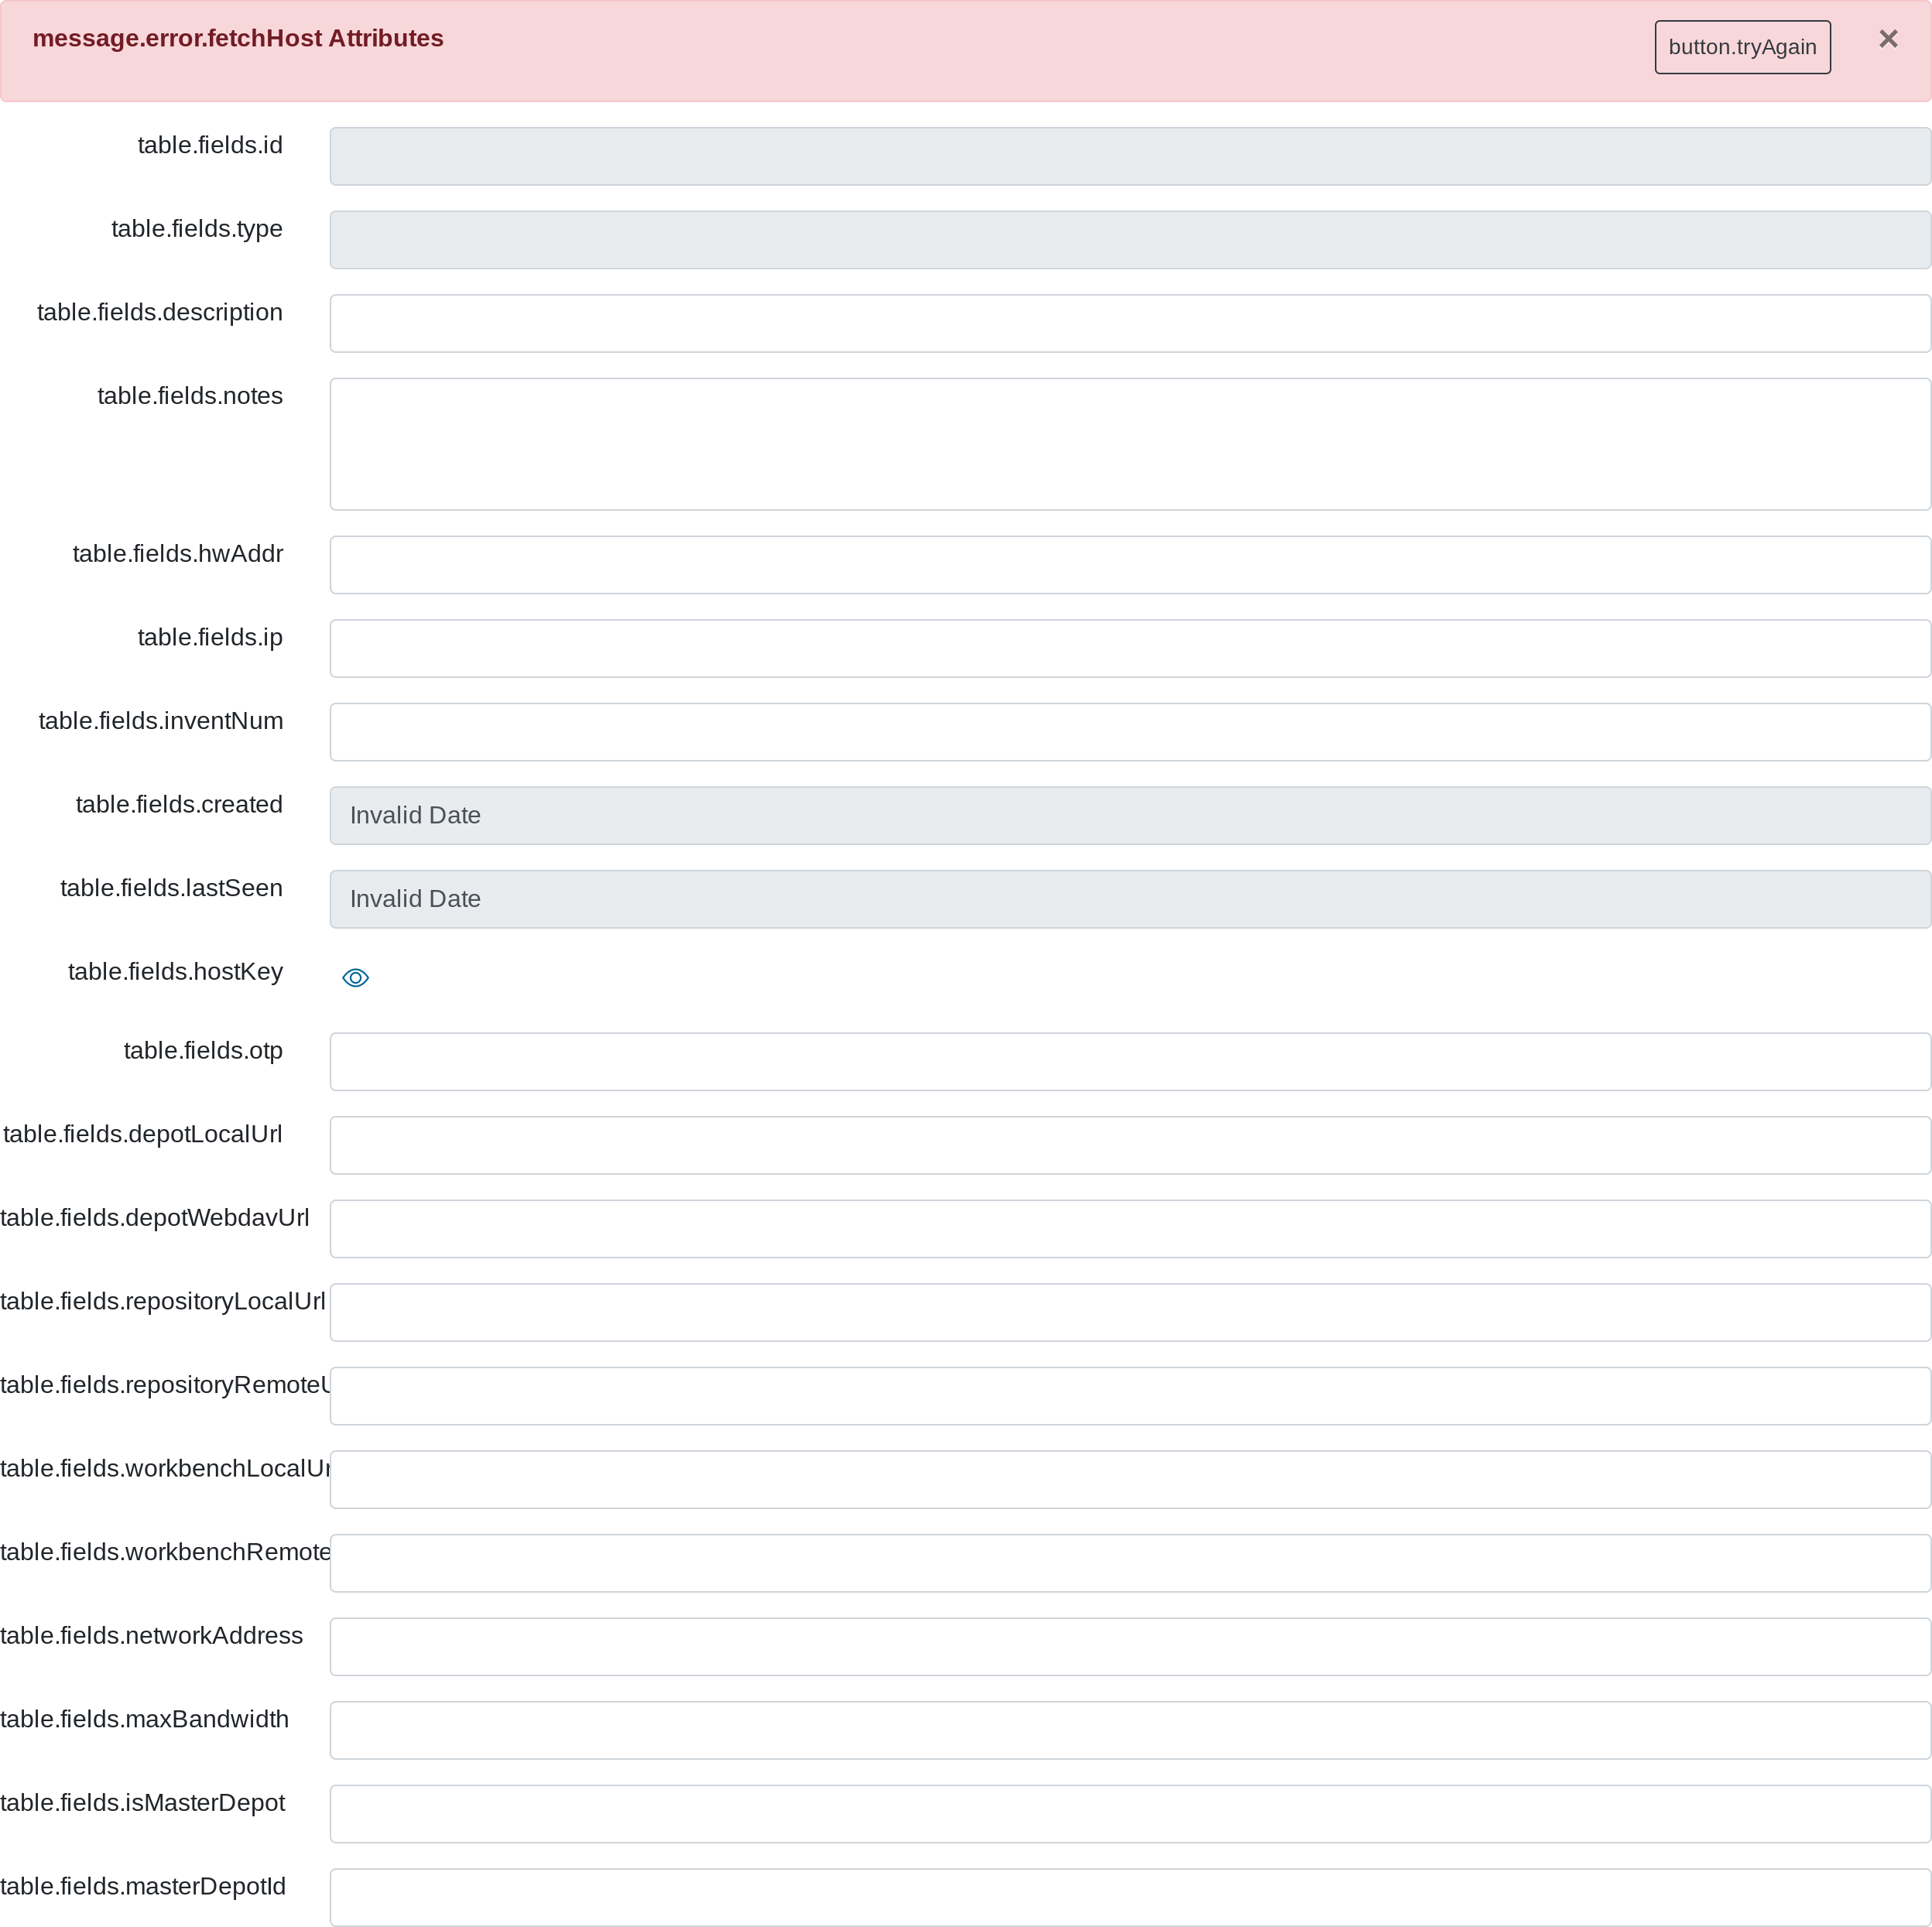 message.error.fetchHost Attributes
button.tryAgain
×
table.fields.id
table.fields.type
table.fields.description
table.fields.notes
table.fields.hwAddr
table.fields.ip
table.fields.inventNum
table.fields.created
Invalid Date
table.fields.lastSeen
Invalid Date
table.fields.hostKey
table.fields.otp
table.fields.depotLocalUrl
table.fields.depotWebdavUrl
table.fields.repositoryLocalUrl
table.fields.repositoryRemoteU
table.fields.workbenchLocalUr
table.fields.workbenchRemote
table.fields.networkAddress
table.fields.maxBandwidth
table.fields.isMasterDepot
table.fields.masterDepotId